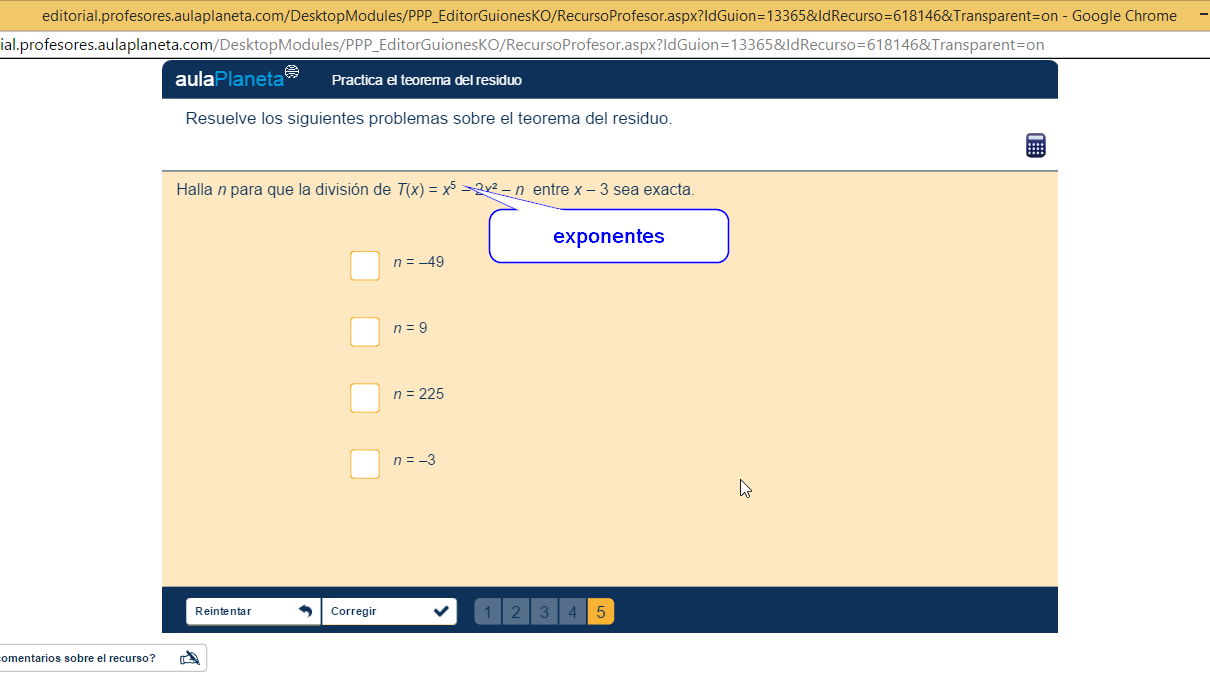 editorial.profesores.aulaplaneta.com/DesktopModules/PPP_EditorGuionesKO/RecursoProfesor.aspx?IdGuion=13365&IdRecurso=618146&Transparent=on - Google Chrome
ial.profesores.aulaplaneta.com/DesktopModules/PPP_EditorGuionesKO/RecursoProfesor.aspx?IdGuion=13365&IdRecurso=618146&Transparent=on
aulaPlaneta Practica el teorema del residuo
Resuelve los siguientes problemas sobre el teorema del residuo.
Halla n para que la división de T(x) = x⁵ – 2x² – n entre x – 3 sea exacta.
exponentes
n = –49
n = 9
n = 225
n = –3
Reintentar Corregir 1 2 3 4 5
comentarios sobre el recurso?